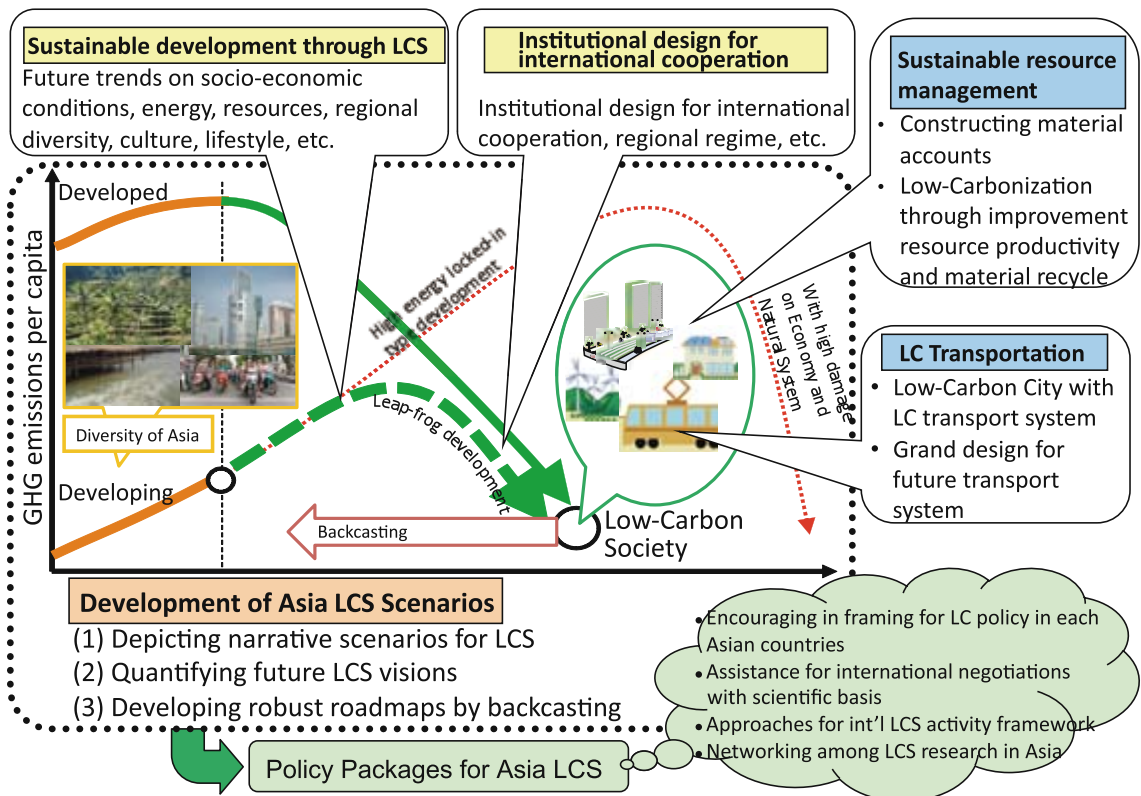 Sustainable development through LCS
Future trends on socio-economic
conditions, energy, resources, regional
diversity, culture, lifestyle, etc.
Institutional design for
international cooperation
Institutional design for international
cooperation, regional regime, etc.
Sustainable resource
management
• Constructing material
accounts
• Low-Carbonization
through improvement
resource productivity
and material recycle
LC Transportation
• Low-Carbon City with
LC transport system
• Grand design for
future transport
system
GHG emissions per capita
Developed
Diversity of Asia
Developing
High energy locked-in
type development
Leap-frog development
With high damage
on Economy and
Natural System
Backcasting
Low-Carbon
Society
Development of Asia LCS Scenarios
(1) Depicting narrative scenarios for LCS
(2) Quantifying future LCS visions
(3) Developing robust roadmaps by backcasting
Policy Packages for Asia LCS
• Encouraging in framing for LC policy in each
Asian countries
• Assistance for international negotiations
with scientific basis
• Approaches for int'l LCS activity framework
• Networking among LCS research in Asia